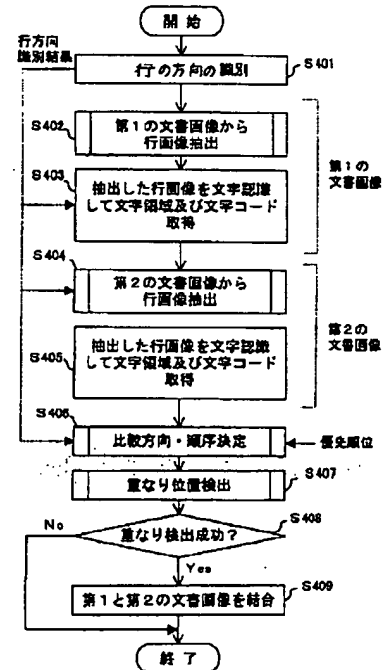 開始
行方向
識別結果
行の方向の識別
S401
S402
第1の文書画像から
行画像抽出
S403
抽出した行画像を文字認識
して文字領域及び文字コード
取得
第1の
文書画像
S404
第2の文書画像から
行画像抽出
S405
抽出した行画像を文字認識
して文字領域及び文字コード
取得
第2の
文書画像
S406
比較方向・順序決定
優先順位
重なり位置検出
S407
重なり検出成功？
S408
No
Yes
第1と第2の文書画像を結合
S409
終了